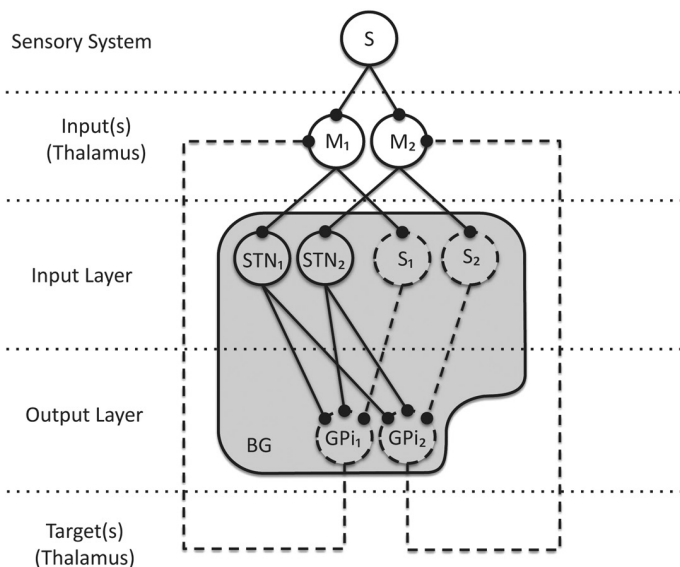 Sensory System
S
Input(s)
(Thalamus)
M₁ M₂
Input Layer
STN₁ STN₂ S₁ S₂
Output Layer
BG
GPi₁ GPi₂
Target(s)
(Thalamus)